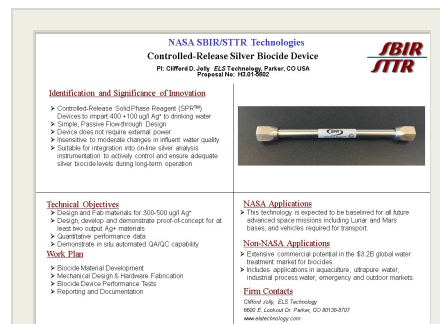 NASA SBIR/STTR Technologies
Controlled-Release Silver Biocide Device
PI: Clifford D. Jolly ELS Technology, Parker, CO USA
Proposal No: H3.01-5602
SBIR
STTR
Identification and Significance of Innovation
➢ Controlled-Release Solid Phase Reagent (SPR™)
Devices to impart 400 +100 ug/l Ag⁺ to drinking water
➢ Simple, Passive Flow-through Design
➢ Device does not require external power
➢ Insensitive to moderate changes in influent water quality
➢ Suitable for integration into on-line silver analysis
instrumentation to actively control and ensure adequate
silver biocide levels during long-term operation
Technical Objectives
➢ Design and Fab materials for 300-500 ug/l Ag⁺
➢ Design, develop and demonstrate proof-of-concept for at
least two output Ag+ materials
➢ Quantitative performance data
➢ Demonstrate in situ automated QA/QC capability
Work Plan
➢ Biocide Material Development
➢ Mechanical Design & Hardware Fabrication
➢ Biocide Device Performance Tests
➢ Reporting and Documentation
NASA Applications
➢ This technology is expected to be baselined for all future
advanced space missions including Lunar and Mars
bases, and vehicles required for transport.
Non-NASA Applications
➢ Extensive commercial potential in the $3.2B global water
treatment market for biocides.
➢ Includes applications in aquaculture, ultrapure water,
industrial process water, emergency and outdoor markets.
Firm Contacts
Clifford Jolly, ELS Technology
6600 E. Lookout Dr. Parker, CO 80138-8707
www.elstechnology.com